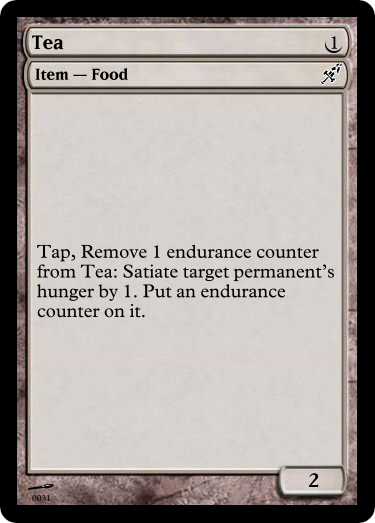 Tea 1
Item — Food
Tap, Remove 1 endurance counter
from Tea: Satiate target permanent's
hunger by 1. Put an endurance
counter on it.
2
0031